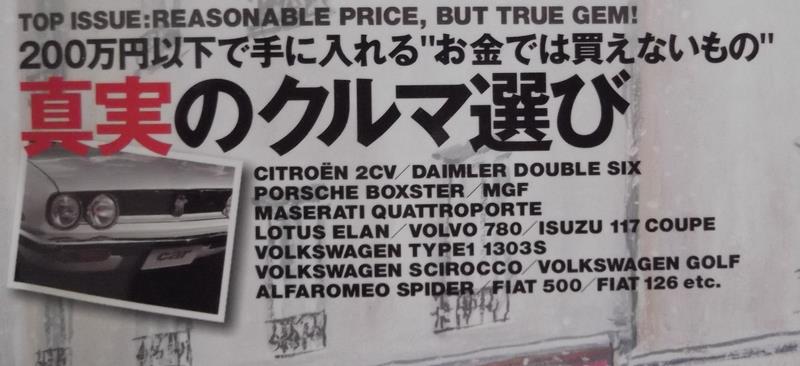 TOP ISSUE:REASONABLE PRICE, BUT TRUE GEM!
200万円以下で手に入れる"お金では買えないもの"
真実のクルマ選び
CITROËN 2CV/DAIMLER DOUBLE SIX
PORSCHE BOXSTER/MGF
MASERATI QUATTROPORTE
LOTUS ELAN/VOLVO 780/ISUZU 117 COUPE
VOLKSWAGEN TYPE1 1303S
VOLKSWAGEN SCIROCCO/VOLKSWAGEN GOLF
ALFAROMEO SPIDER/FIAT 500/FIAT 126 etc.
car